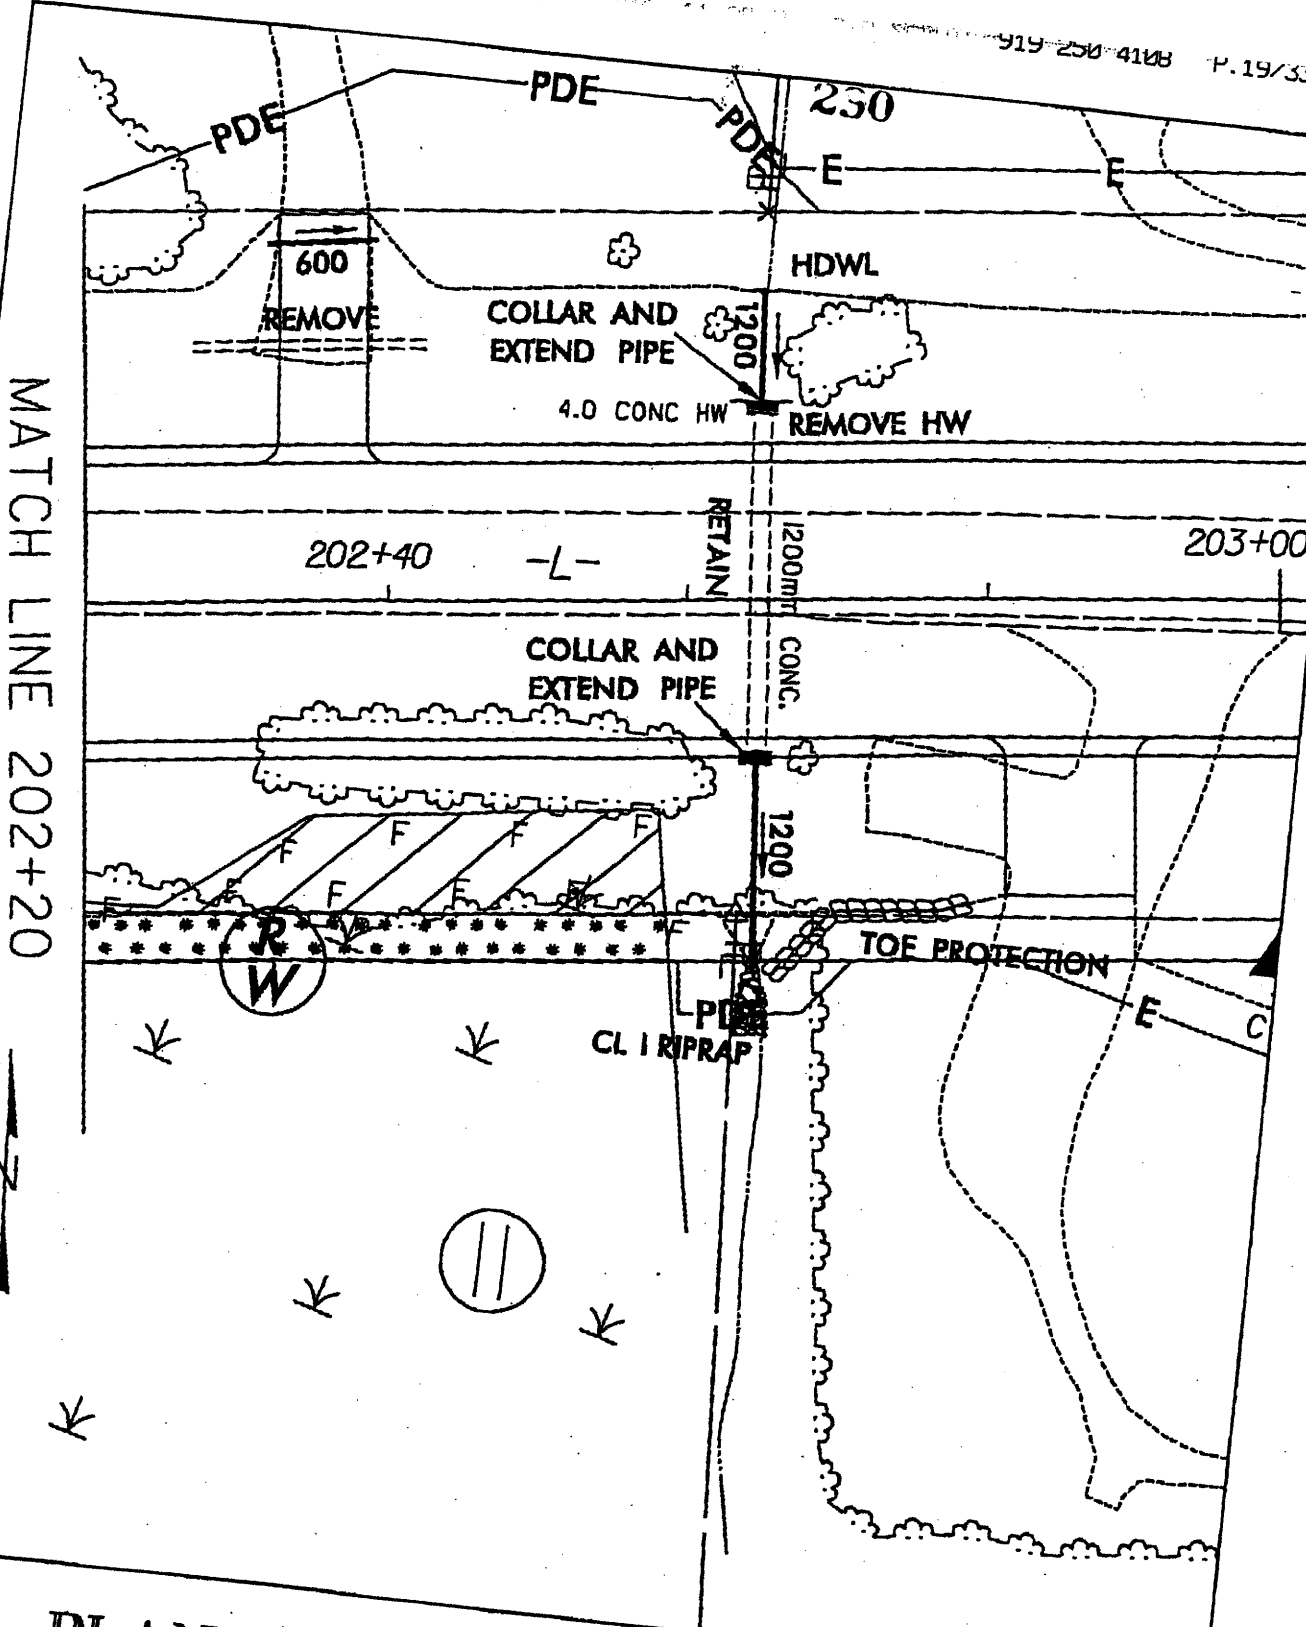 919 250 4108 P.19/33
PDE
PDE
PDE
250
E
E
600
HDWL
REMOVE
COLLAR AND
EXTEND PIPE
1200
4.0 CONC HW
REMOVE HW
RETAIN
1200mm CONC.
202+40
-L-
203+00
COLLAR AND
EXTEND PIPE
MATCH LINE 202+20
1200
F
F
F
F
F
F
F
F
F
F
R
W
TOE PROTECTION
PDE
E
C
CL I RIPRAP
11